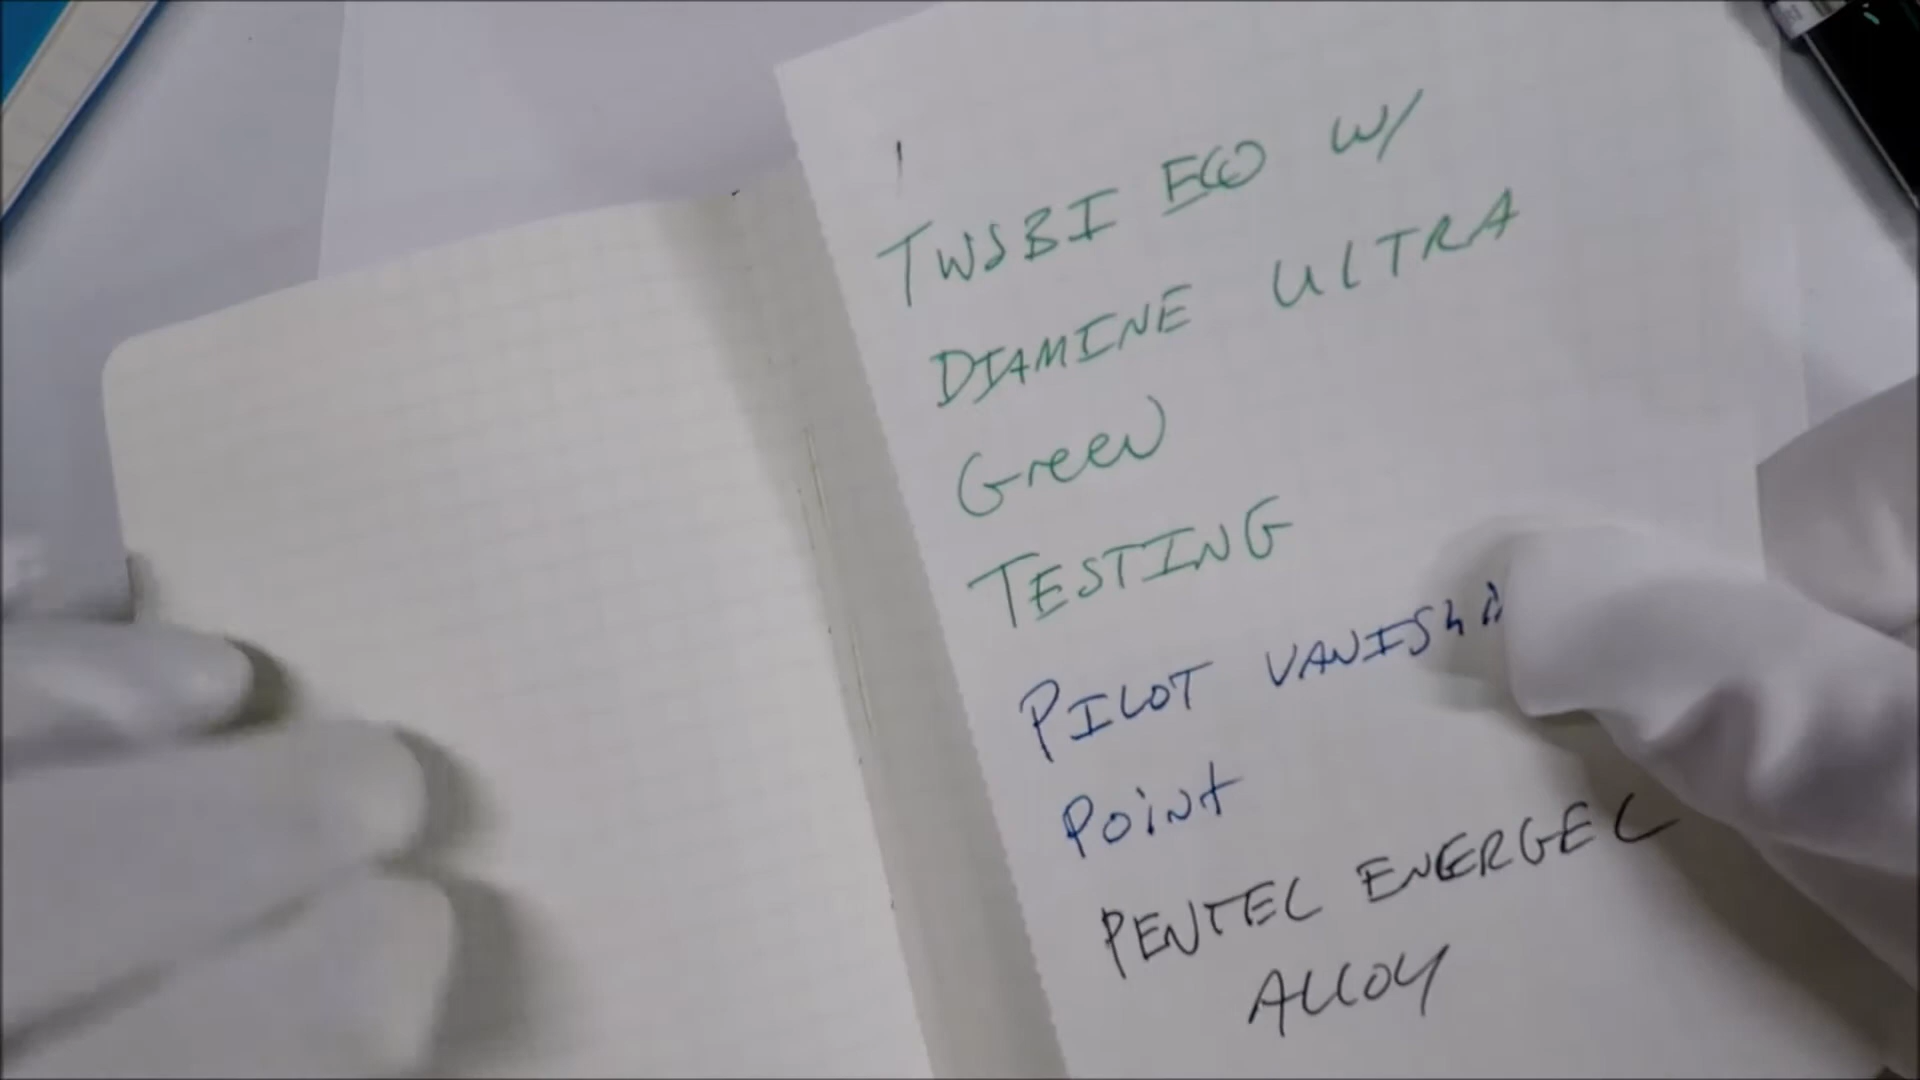 TWSBI ECO W/
DIAMINE ULTRA
Green
TESTING
PILOT
Point
PENTEL ENERGEL
ALLOY